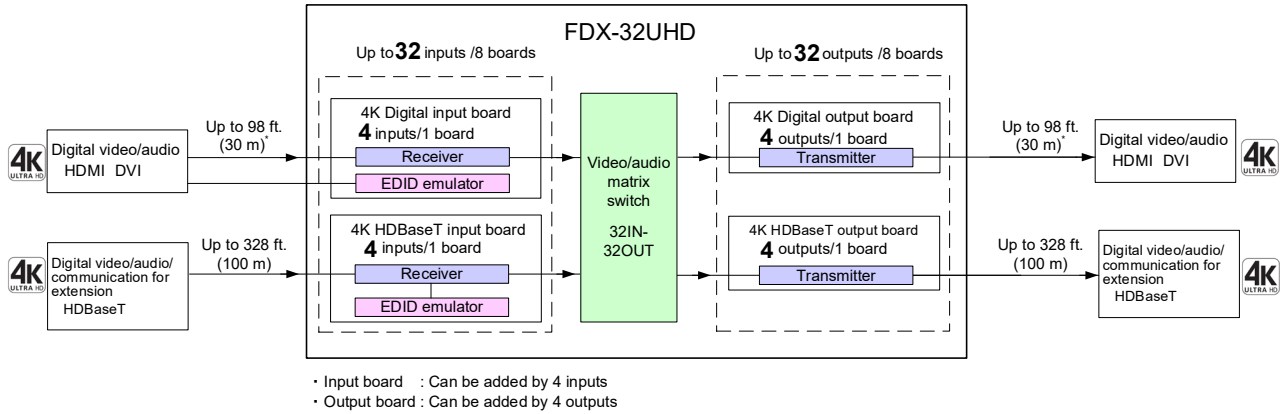 FDX-32UHD
Up to 32 inputs /8 boards
Up to 32 outputs /8 boards
4K
ULTRA HD
Digital video/audio
HDMI DVI
Up to 98 ft.
(30 m)*
4K Digital input board
4 inputs/1 board
Receiver
EDID emulator
4K
ULTRA HD
Digital video/audio/
communication for
extension
HDBaseT
Up to 328 ft.
(100 m)
4K HDBaseT input board
4 inputs/1 board
Receiver
EDID emulator
Video/audio
matrix
switch
32IN-
32OUT
4K Digital output board
4 outputs/1 board
Transmitter
Up to 98 ft.
(30 m)*
Digital video/audio
HDMI DVI
4K
ULTRA HD
4K HDBaseT output board
4 outputs/1 board
Transmitter
Up to 328 ft.
(100 m)
Digital video/audio/
communication for
extension
HDBaseT
4K
ULTRA HD
・Input board : Can be added by 4 inputs
・Output board : Can be added by 4 outputs